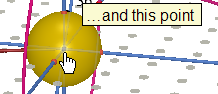 …and this point